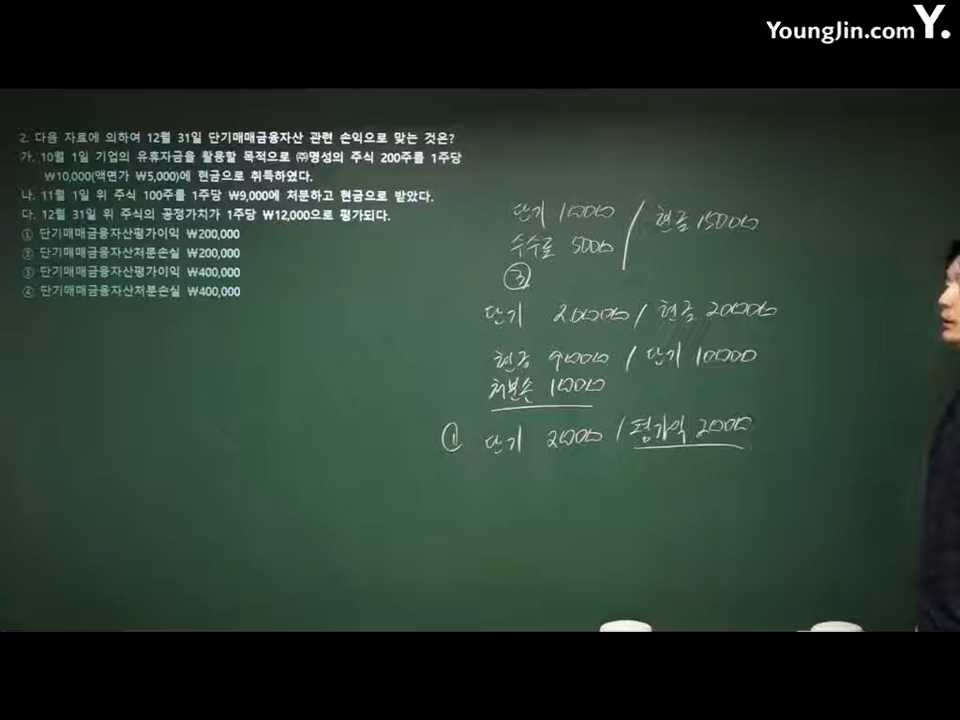 YoungJin.com Y.
2. 다음 자료에 의하여 12월 31일 단기매매금융자산 관련 손익으로 맞는 것은?
가. 10월 1일 기업의 유휴자금을 활용할 목적으로 ㈜명성의 주식 200주를 1주당
₩10,000(액면가 ₩5,000)에 현금으로 취득하였다.
나. 11월 1일 위 주식 100주를 1주당 ₩9,000에 처분하고 현금으로 받았다.
다. 12월 31일 위 주식의 공정가치가 1주당 ₩12,000으로 평가되다.
① 단기매매금융자산평가이익 ₩200,000
② 단기매매금융자산처분손실 ₩200,000
③ 단기매매금융자산평가이익 ₩400,000
④ 단기매매금융자산처분손실 ₩400,000
단기 / 현금
수수료
③
단기 / 현금
현금 / 단기
처분손
① 단기 / 평가익